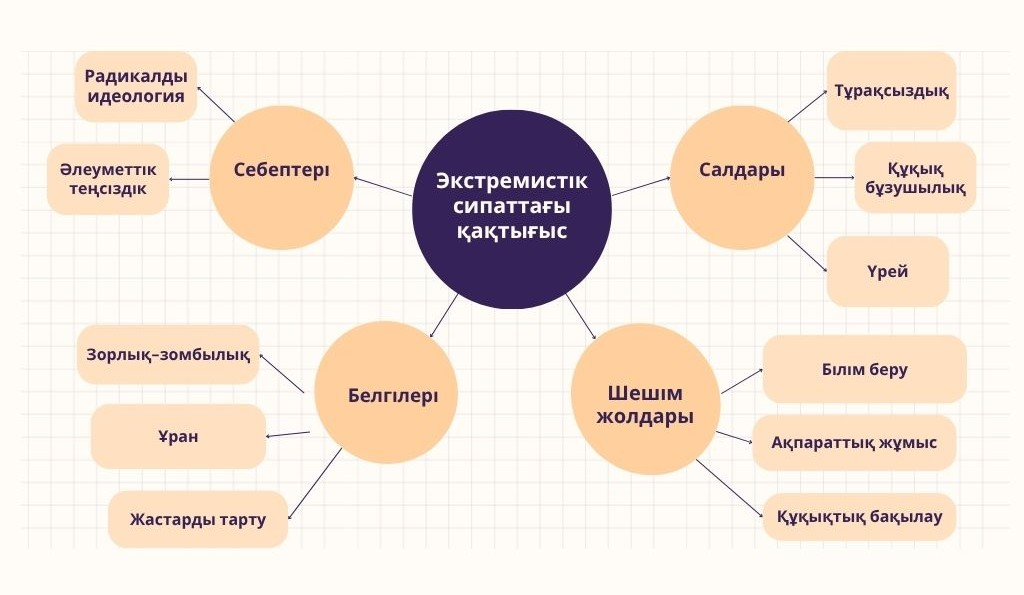 Экстремистік
сипаттағы
қақтығыс
Себептері
Радикалды
идеология
Әлеуметтік
теңсіздік
Салдары
Тұрақсыздық
Құқық
бұзушылық
Үрей
Белгілері
Зорлық–зомбылық
Ұран
Жастарды тарту
Шешім
жолдары
Білім беру
Ақпараттық жұмыс
Құқықтық бақылау